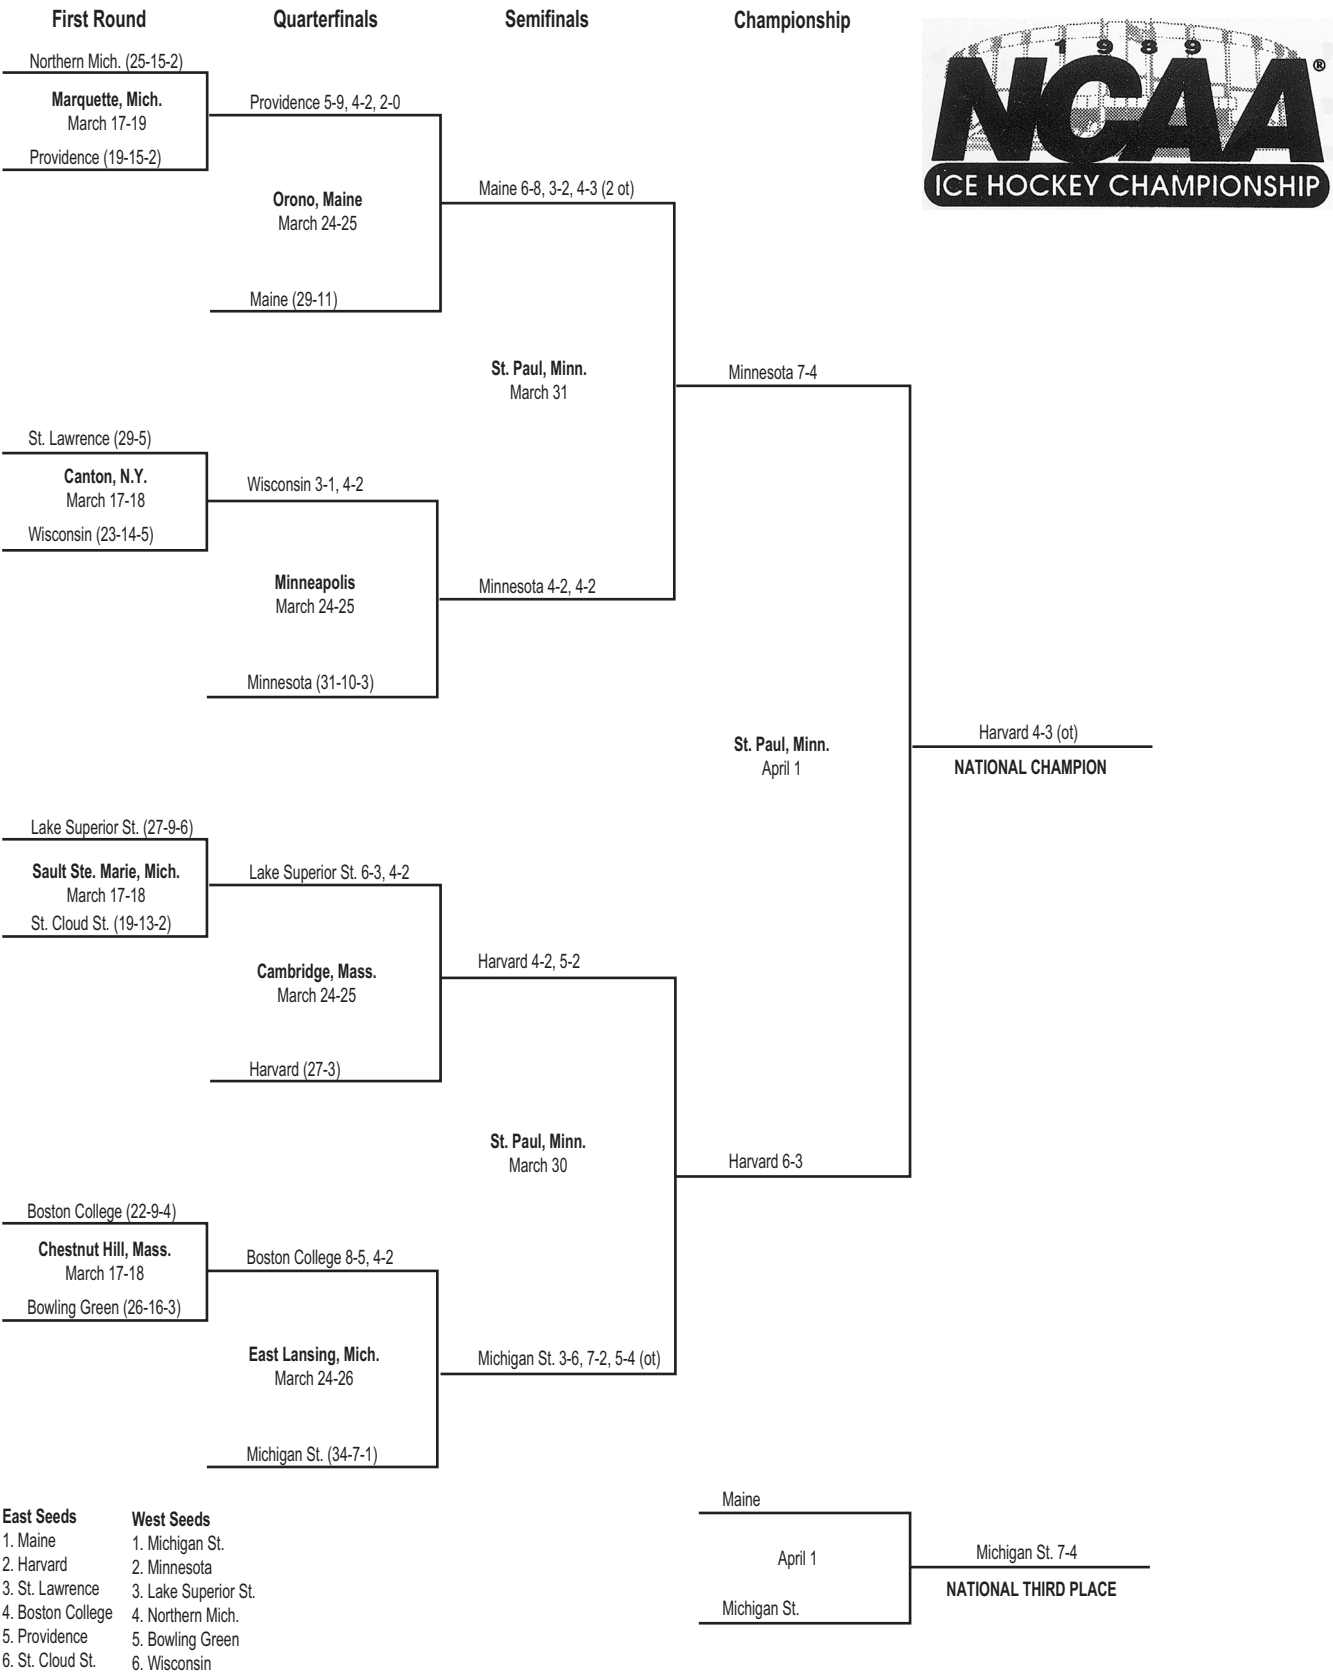 First Round
Quarterfinals
Semifinals
Championship
1989
NCAA®
ICE HOCKEY CHAMPIONSHIP
Northern Mich. (25-15-2)
Marquette, Mich.
March 17-19
Providence (19-15-2)
Providence 5-9, 4-2, 2-0
Orono, Maine
March 24-25
Maine (29-11)
Maine 6-8, 3-2, 4-3 (2 ot)
St. Paul, Minn.
March 31
Minnesota 7-4
St. Lawrence (29-5)
Canton, N.Y.
March 17-18
Wisconsin (23-14-5)
Wisconsin 3-1, 4-2
Minneapolis
March 24-25
Minnesota (31-10-3)
Minnesota 4-2, 4-2
St. Paul, Minn.
April 1
Harvard 4-3 (ot)
NATIONAL CHAMPION
Lake Superior St. (27-9-6)
Sault Ste. Marie, Mich.
March 17-18
St. Cloud St. (19-13-2)
Lake Superior St. 6-3, 4-2
Cambridge, Mass.
March 24-25
Harvard (27-3)
Harvard 4-2, 5-2
St. Paul, Minn.
March 30
Harvard 6-3
Boston College (22-9-4)
Chestnut Hill, Mass.
March 17-18
Bowling Green (26-16-3)
Boston College 8-5, 4-2
East Lansing, Mich.
March 24-26
Michigan St. (34-7-1)
Michigan St. 3-6, 7-2, 5-4 (ot)
Maine
April 1
Michigan St.
Michigan St. 7-4
NATIONAL THIRD PLACE
East Seeds
1. Maine
2. Harvard
3. St. Lawrence
4. Boston College
5. Providence
6. St. Cloud St.
West Seeds
1. Michigan St.
2. Minnesota
3. Lake Superior St.
4. Northern Mich.
5. Bowling Green
6. Wisconsin